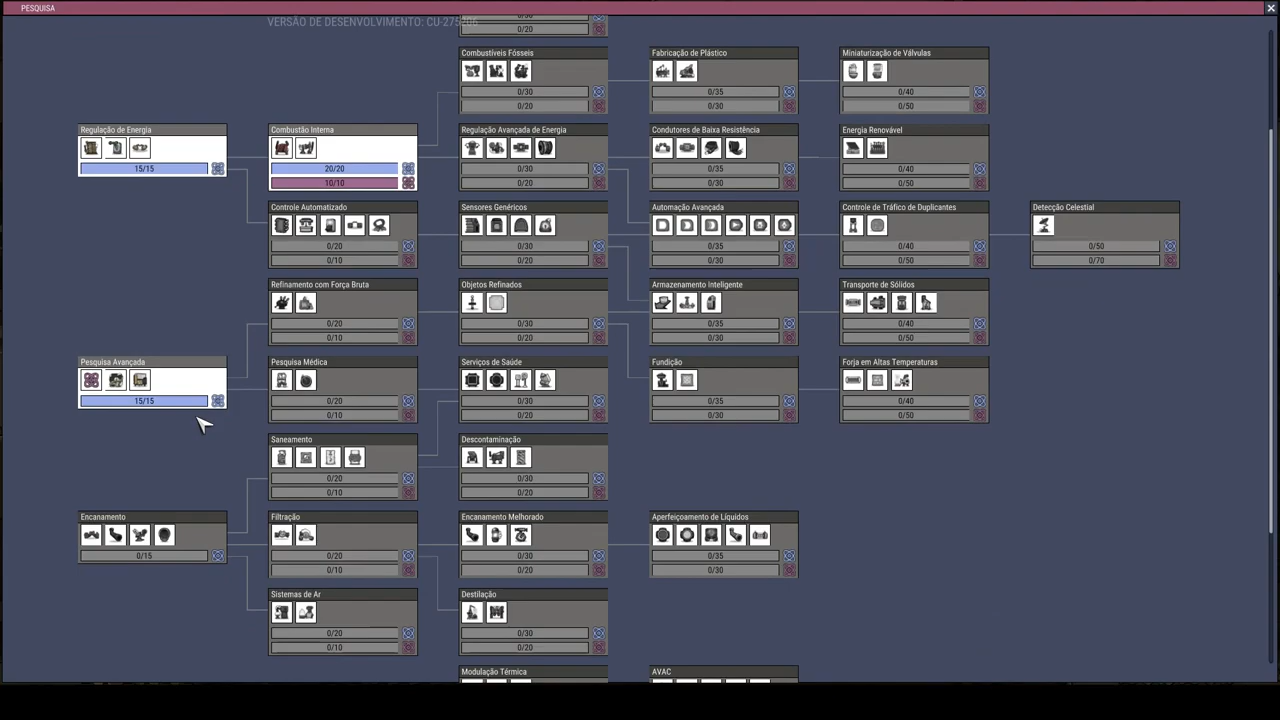 PESQUISA
VERSÃO DE DESENVOLVIMENTO: CU-275206
0/20
Combustíveis Fósseis
0/30
0/20
Fabricação de Plástico
0/35
0/30
Miniaturização de Válvulas
0/40
0/50
Regulação de Energia
15/15
Combustão Interna
20/20
10/10
Regulação Avançada de Energia
0/30
0/20
Condutores de Baixa Resistência
0/35
0/30
Energia Renovável
0/40
0/50
Controle Automatizado
0/20
0/10
Sensores Genéricos
0/30
0/20
Automação Avançada
0/35
0/30
Controle de Tráfico de Duplicantes
0/40
0/50
Detecção Celestial
0/50
0/70
Refinamento com Força Bruta
0/20
0/10
Objetos Refinados
0/30
0/20
Armazenamento Inteligente
0/35
0/30
Transporte de Sólidos
0/40
0/50
Pesquisa Avançada
15/15
Pesquisa Médica
0/20
0/10
Serviços de Saúde
0/30
0/20
Fundição
0/35
0/30
Forja em Altas Temperaturas
0/40
0/50
Saneamento
0/20
0/10
Descontaminação
0/30
0/20
Encanamento
0/15
Filtração
0/20
0/10
Encanamento Melhorado
0/30
0/20
Aperfeiçoamento de Líquidos
0/35
0/30
Sistemas de Ar
0/20
0/10
Destilação
0/30
0/20
Modulação Térmica
AVAC